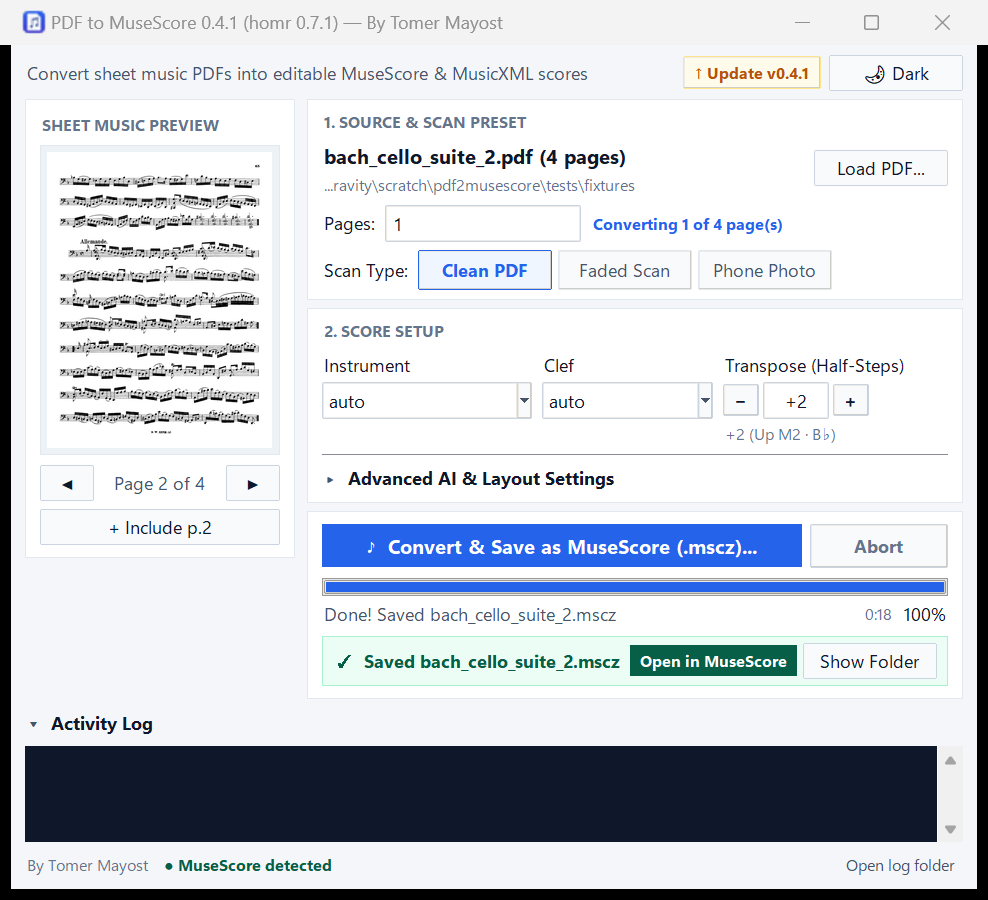 PDF to MuseScore 0.4.1 (homr 0.7.1) — By Tomer Mayost
Convert sheet music PDFs into editable MuseScore & MusicXML scores
↑ Update v0.4.1
🌙 Dark
SHEET MUSIC PREVIEW
Allemande.
◄ Page 2 of 4 ►
+ Include p.2
1. SOURCE & SCAN PRESET
bach_cello_suite_2.pdf (4 pages)
...ravity\scratch\pdf2musescore\tests\fixtures
Load PDF...
Pages: 1 Converting 1 of 4 page(s)
Scan Type: Clean PDF Faded Scan Phone Photo
2. SCORE SETUP
Instrument Clef Transpose (Half-Steps)
auto auto − +2 +
+2 (Up M2 · B♭)
▸ Advanced AI & Layout Settings
♪ Convert & Save as MuseScore (.mscz)... Abort
Done! Saved bach_cello_suite_2.mscz 0:18 100%
✓ Saved bach_cello_suite_2.mscz Open in MuseScore Show Folder
▾ Activity Log
By Tomer Mayost ● MuseScore detected Open log folder